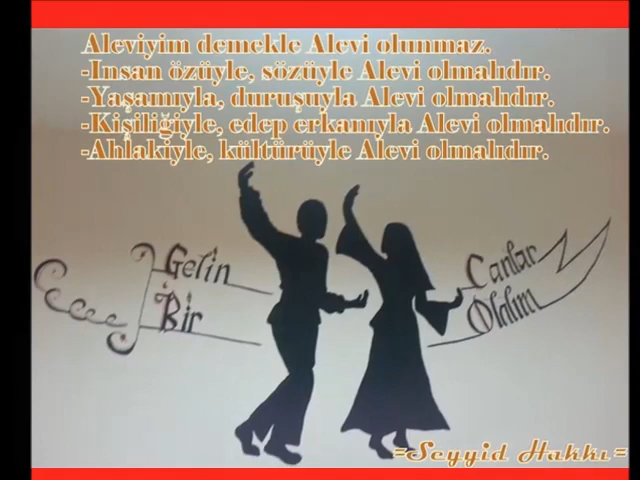 Aleviyim demekle Alevi olunmaz.
-Insan özüyle, sözüyle Alevi olmalıdır.
-Yaşamıyla, duruşuyla Alevi olmalıdır.
-Kişiliğiyle, edep erkanıyla Alevi olmalıdır.
-Ahlakiyle, kültürüyle Alevi olmalıdır.
Gelin Canlar
Bir Olalım
=Seyyid Hakkı=